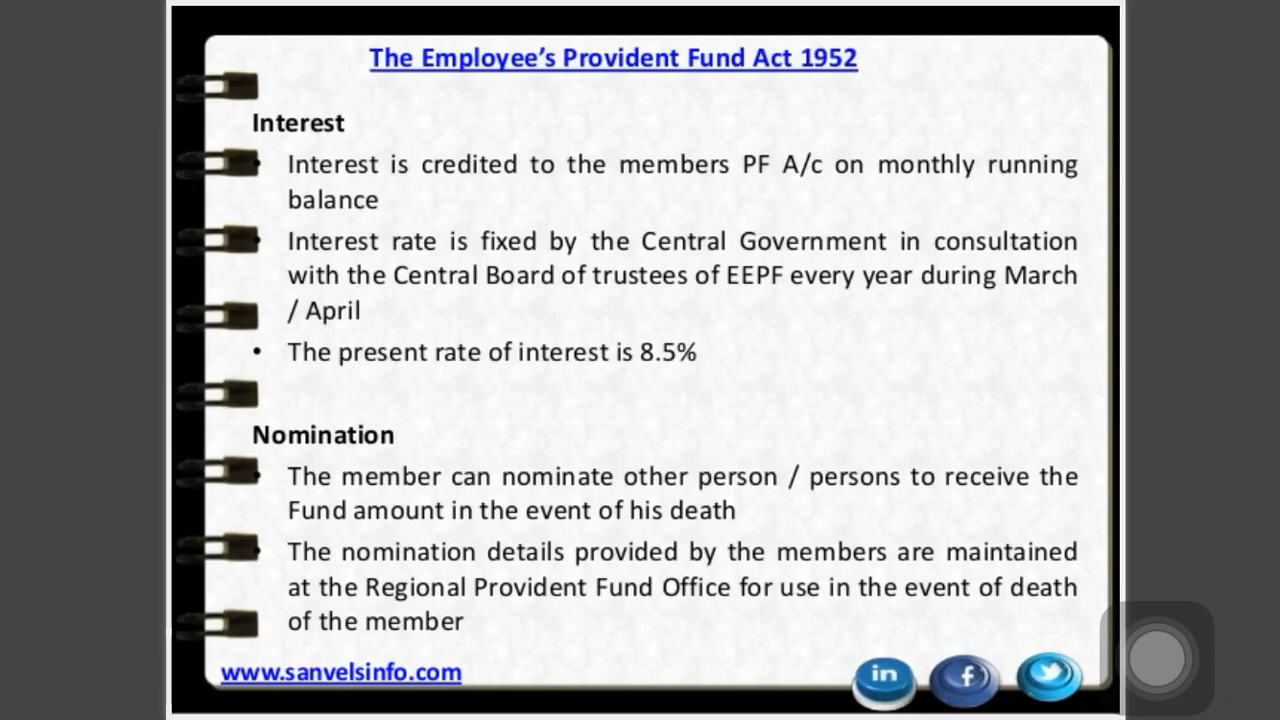 The Employee's Provident Fund Act 1952
Interest
• Interest is credited to the members PF A/c on monthly running
balance
• Interest rate is fixed by the Central Government in consultation
with the Central Board of trustees of EEPF every year during March
/ April
• The present rate of interest is 8.5%
Nomination
• The member can nominate other person / persons to receive the
Fund amount in the event of his death
• The nomination details provided by the members are maintained
at the Regional Provident Fund Office for use in the event of death
of the member
www.sanvelsinfo.com
in f